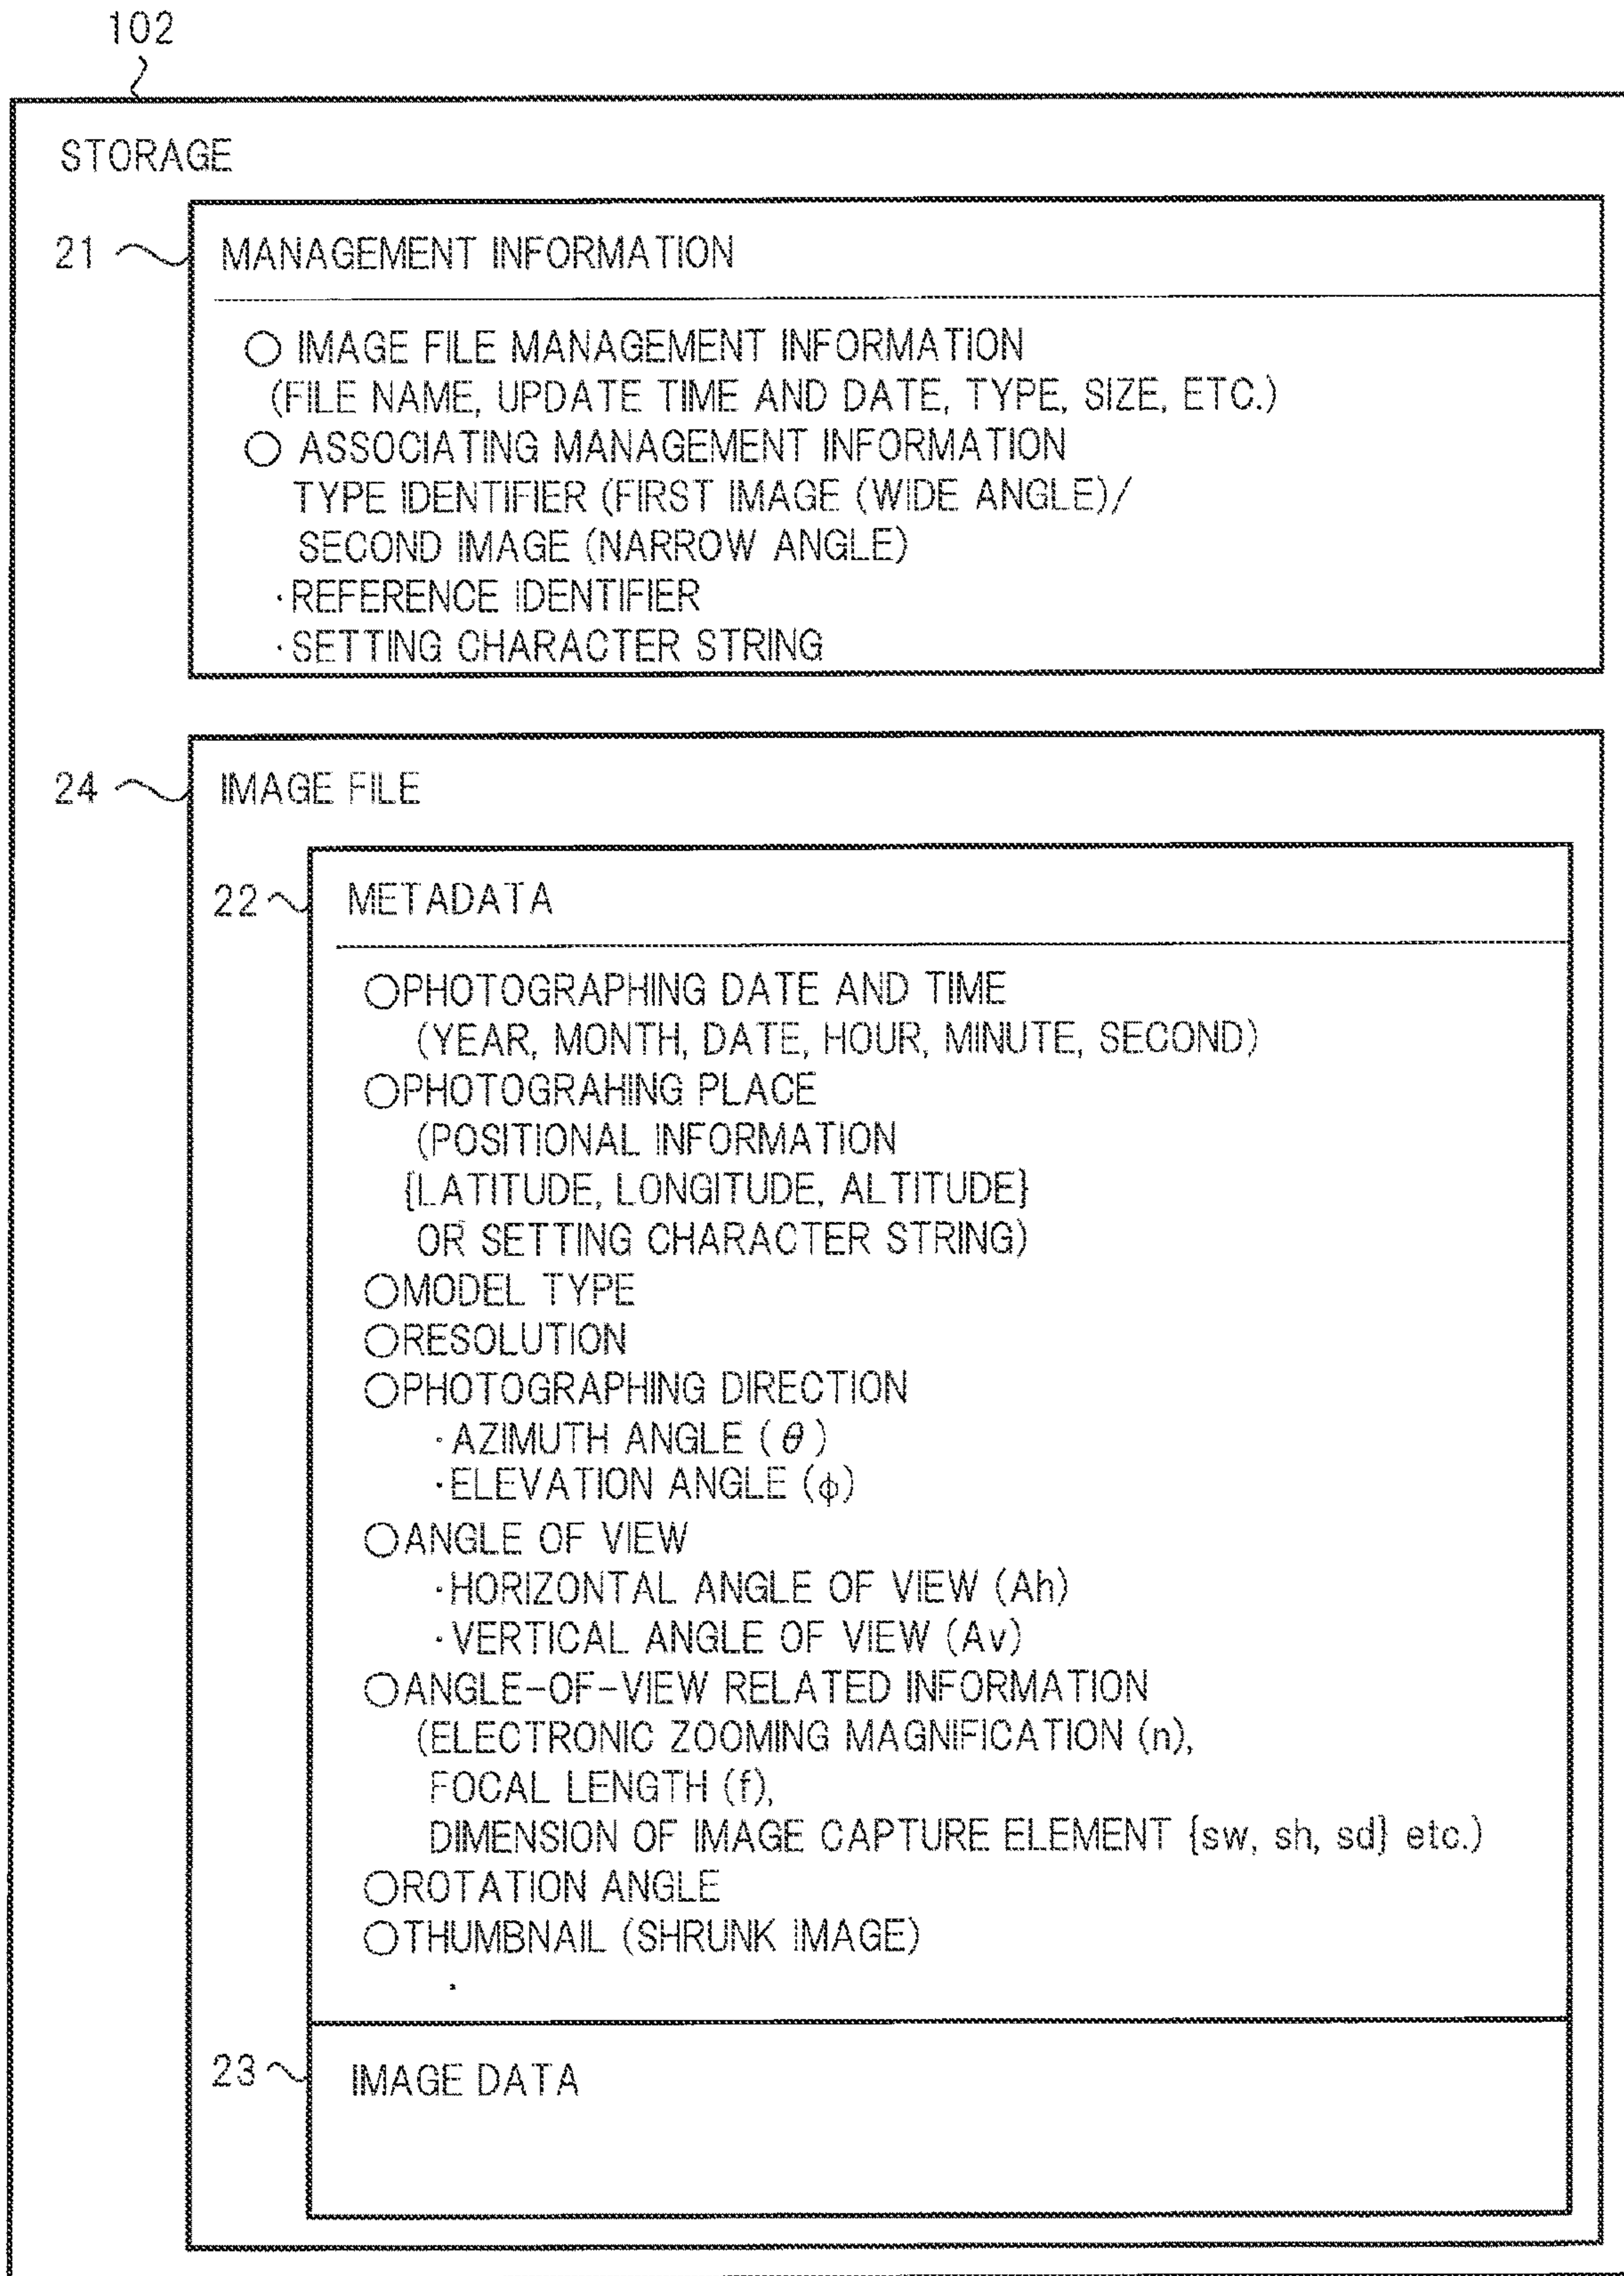 102
STORAGE
21 MANAGEMENT INFORMATION
○ IMAGE FILE MANAGEMENT INFORMATION
(FILE NAME, UPDATE TIME AND DATE, TYPE, SIZE, ETC.)
○ ASSOCIATING MANAGEMENT INFORMATION
TYPE IDENTIFIER (FIRST IMAGE (WIDE ANGLE)/
SECOND IMAGE (NARROW ANGLE)
·REFERENCE IDENTIFIER
·SETTING CHARACTER STRING
24 IMAGE FILE
22 METADATA
○PHOTOGRAPHING DATE AND TIME
(YEAR, MONTH, DATE, HOUR, MINUTE, SECOND)
○PHOTOGRAHING PLACE
(POSITIONAL INFORMATION
{LATITUDE, LONGITUDE, ALTITUDE}
OR SETTING CHARACTER STRING)
○MODEL TYPE
○RESOLUTION
○PHOTOGRAPHING DIRECTION
·AZIMUTH ANGLE (θ)
·ELEVATION ANGLE (φ)
○ANGLE OF VIEW
·HORIZONTAL ANGLE OF VIEW (Ah)
·VERTICAL ANGLE OF VIEW (Av)
○ANGLE-OF-VIEW RELATED INFORMATION
(ELECTRONIC ZOOMING MAGNIFICATION (n),
FOCAL LENGTH (f),
DIMENSION OF IMAGE CAPTURE ELEMENT {sw, sh, sd} etc.)
○ROTATION ANGLE
○THUMBNAIL (SHRUNK IMAGE)
.
23 IMAGE DATA